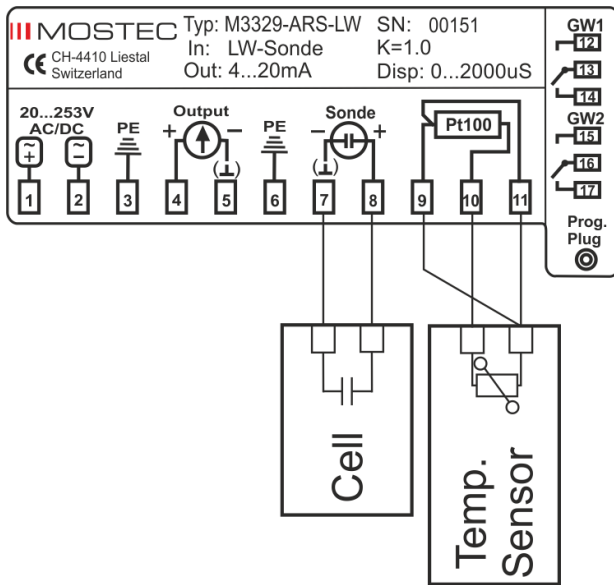 MOSTEC
CE CH-4410 Liestal
Switzerland
Typ: M3329-ARS-LW SN: 00151
In: LW-Sonde K=1.0
Out: 4...20mA Disp: 0...2000uS
GW1
12
13
14
GW2
15
16
17
Prog.
Plug
20...253V
AC/DC
PE
Output
PE
Sonde
Pt100
~ + ~ − + − − +
(⊥) (⊥)
1 2 3 4 5 6 7 8 9 10 11
Cell
Temp.
Sensor